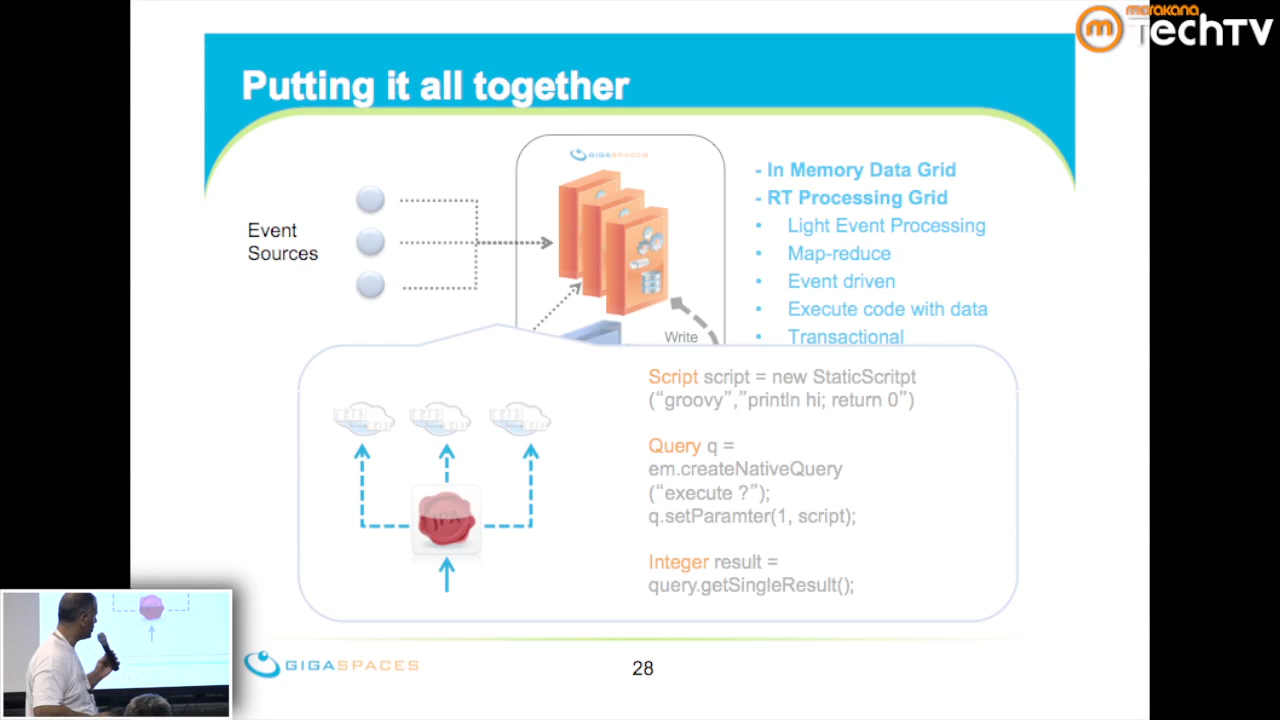 marakana
TechTV
Putting it all together
GIGASPACES
Event
Sources
- In Memory Data Grid
- RT Processing Grid
• Light Event Processing
• Map-reduce
• Event driven
• Execute code with data
• Transactional
Write
Script script = new StaticScritpt
(“groovy”,”println hi; return 0”)
Query q =
em.createNativeQuery
(“execute ?”);
q.setParamter(1, script);
Integer result =
query.getSingleResult();
JPA
GIGASPACES
28